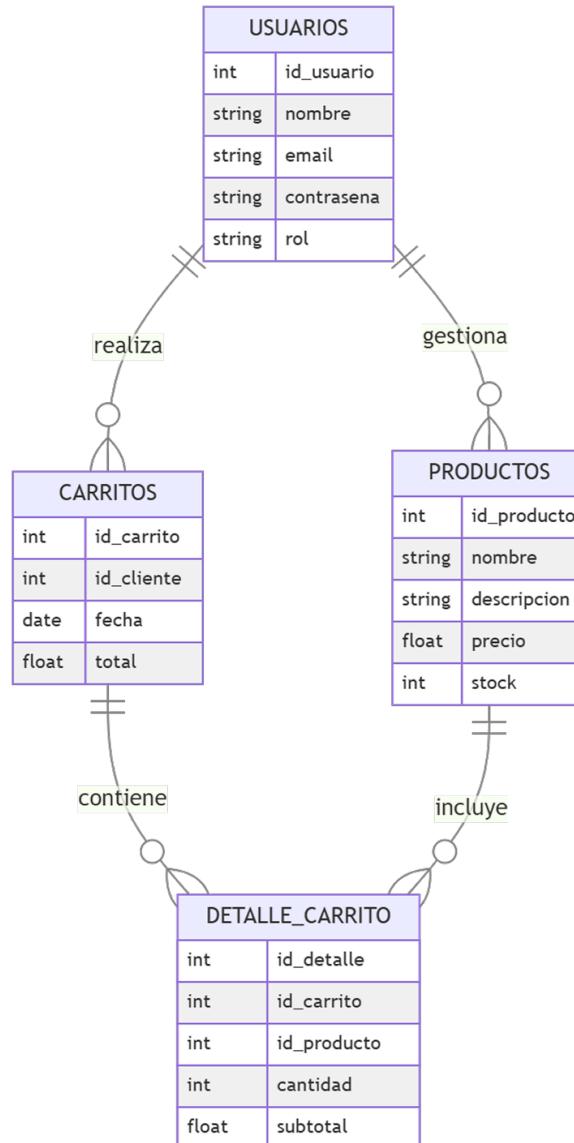 USUARIOS
int id_usuario
string nombre
string email
string contrasena
string rol
realiza
gestiona
CARRITOS
int id_carrito
int id_cliente
date fecha
float total
PRODUCTOS
int id_producto
string nombre
string descripcion
float precio
int stock
contiene
incluye
DETALLE_CARRITO
int id_detalle
int id_carrito
int id_producto
int cantidad
float subtotal